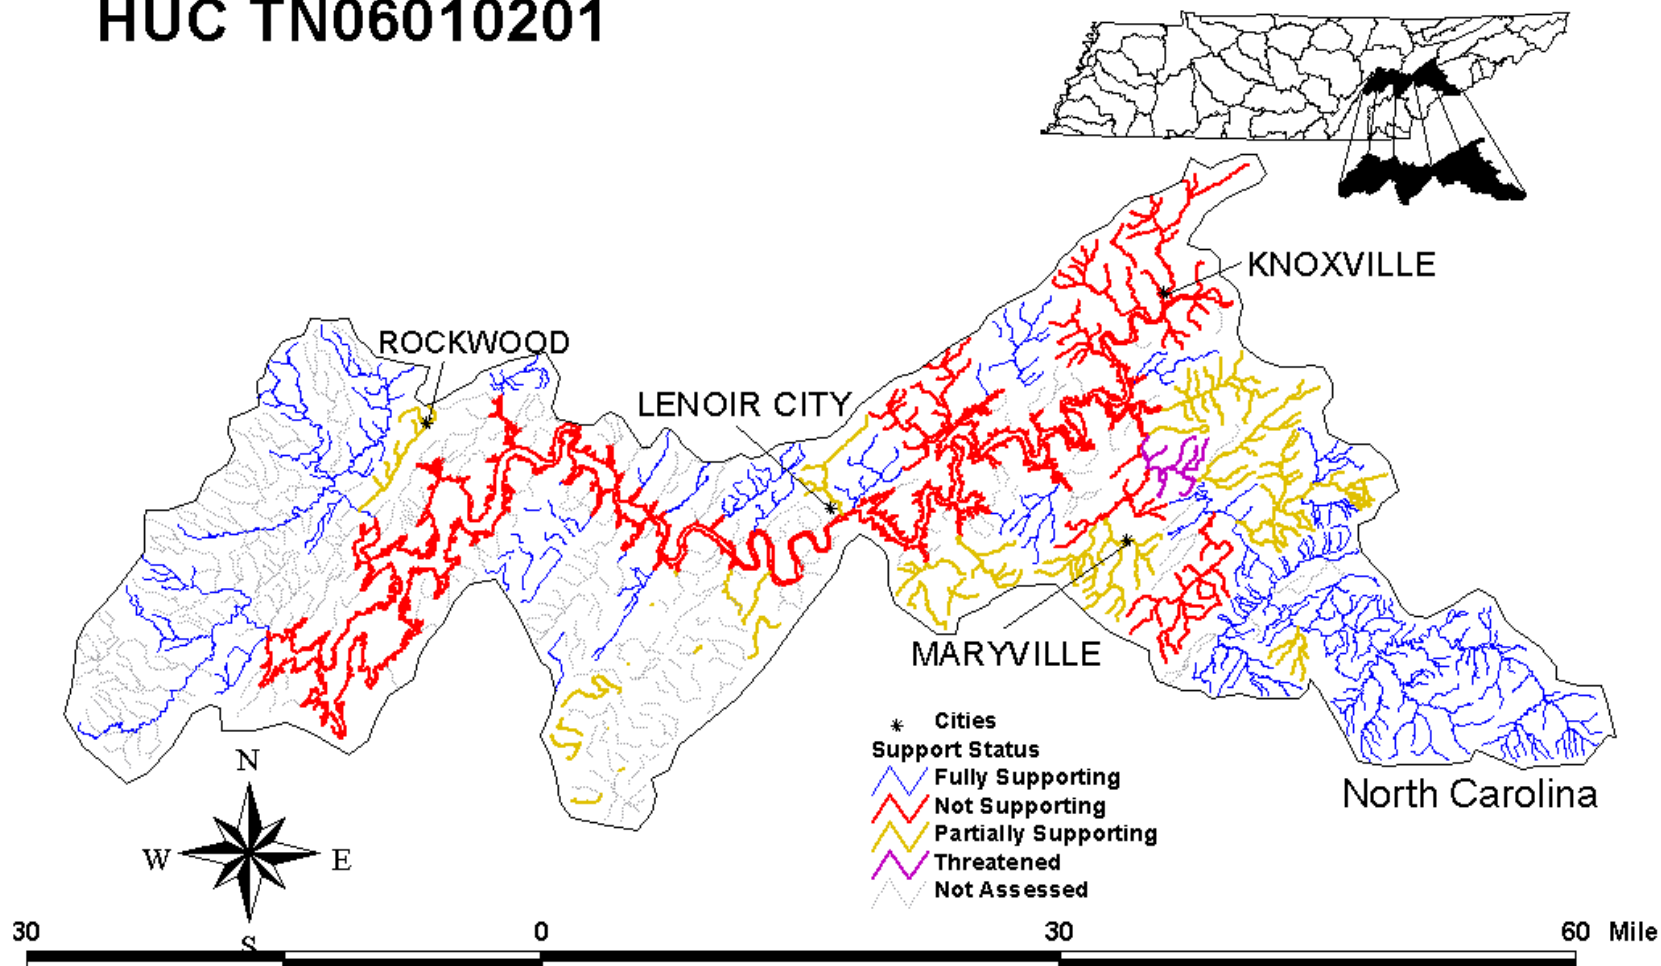 HUC TN06010201
KNOXVILLE
ROCKWOOD
LENOIR CITY
MARYVILLE
Cities
Support Status
Fully Supporting
Not Supporting
Partially Supporting
Threatened
Not Assessed
North Carolina
N
W E
S
30 0 30 60 Mile